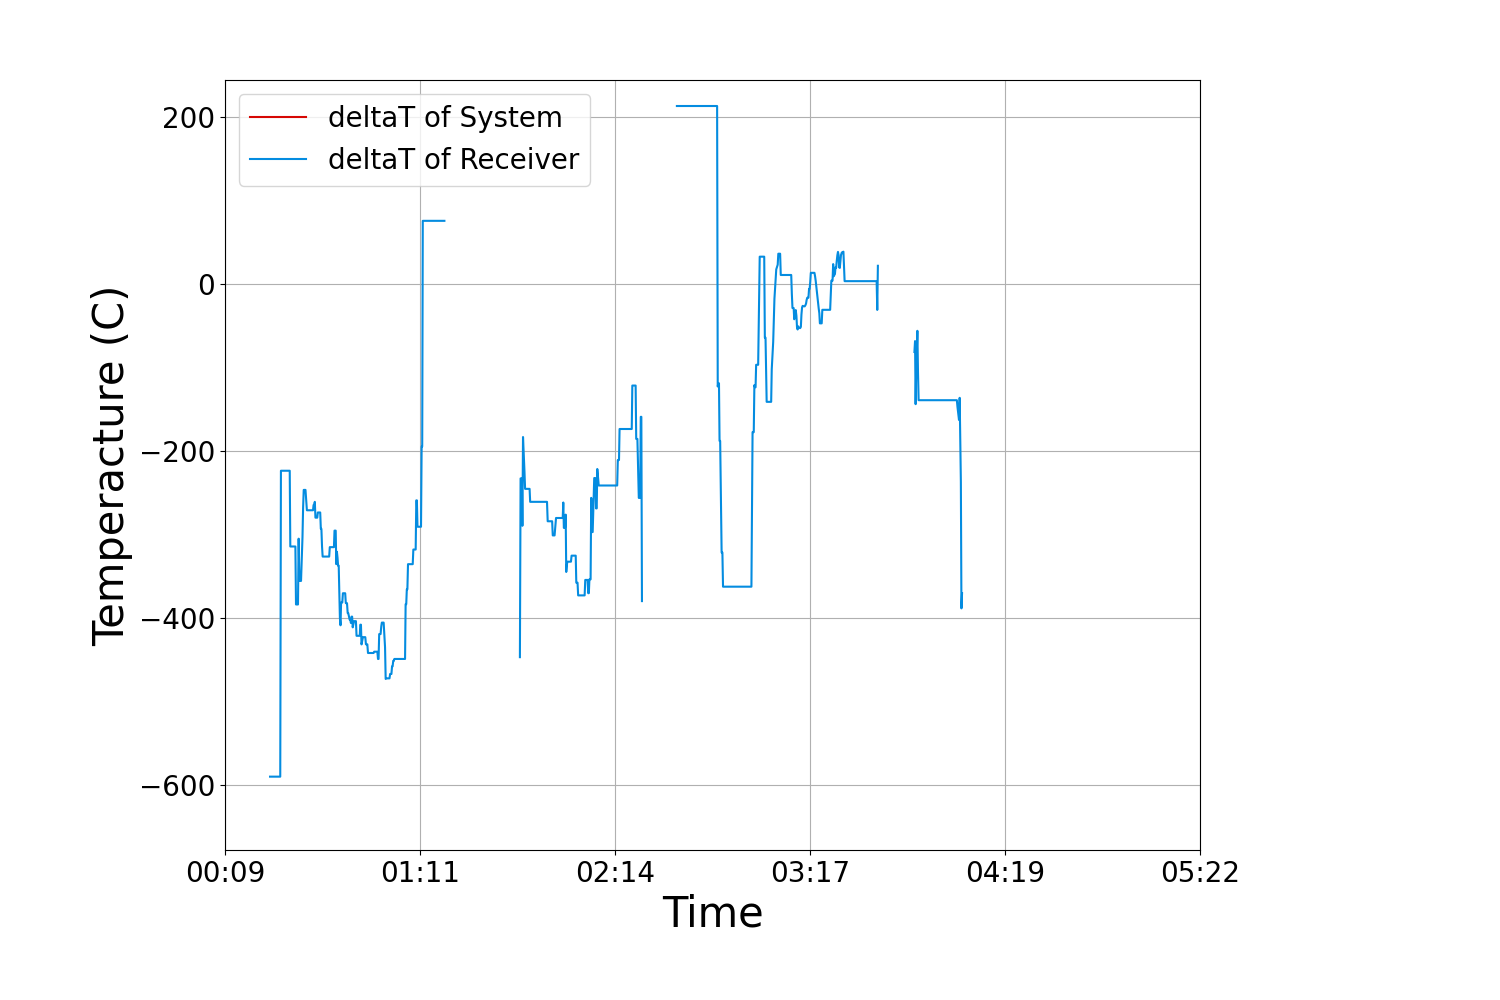 deltaT of System
deltaT of Receiver
Temperacture (C)
200
0
−200
−400
−600
00:09 01:11 02:14 03:17 04:19 05:22
Time